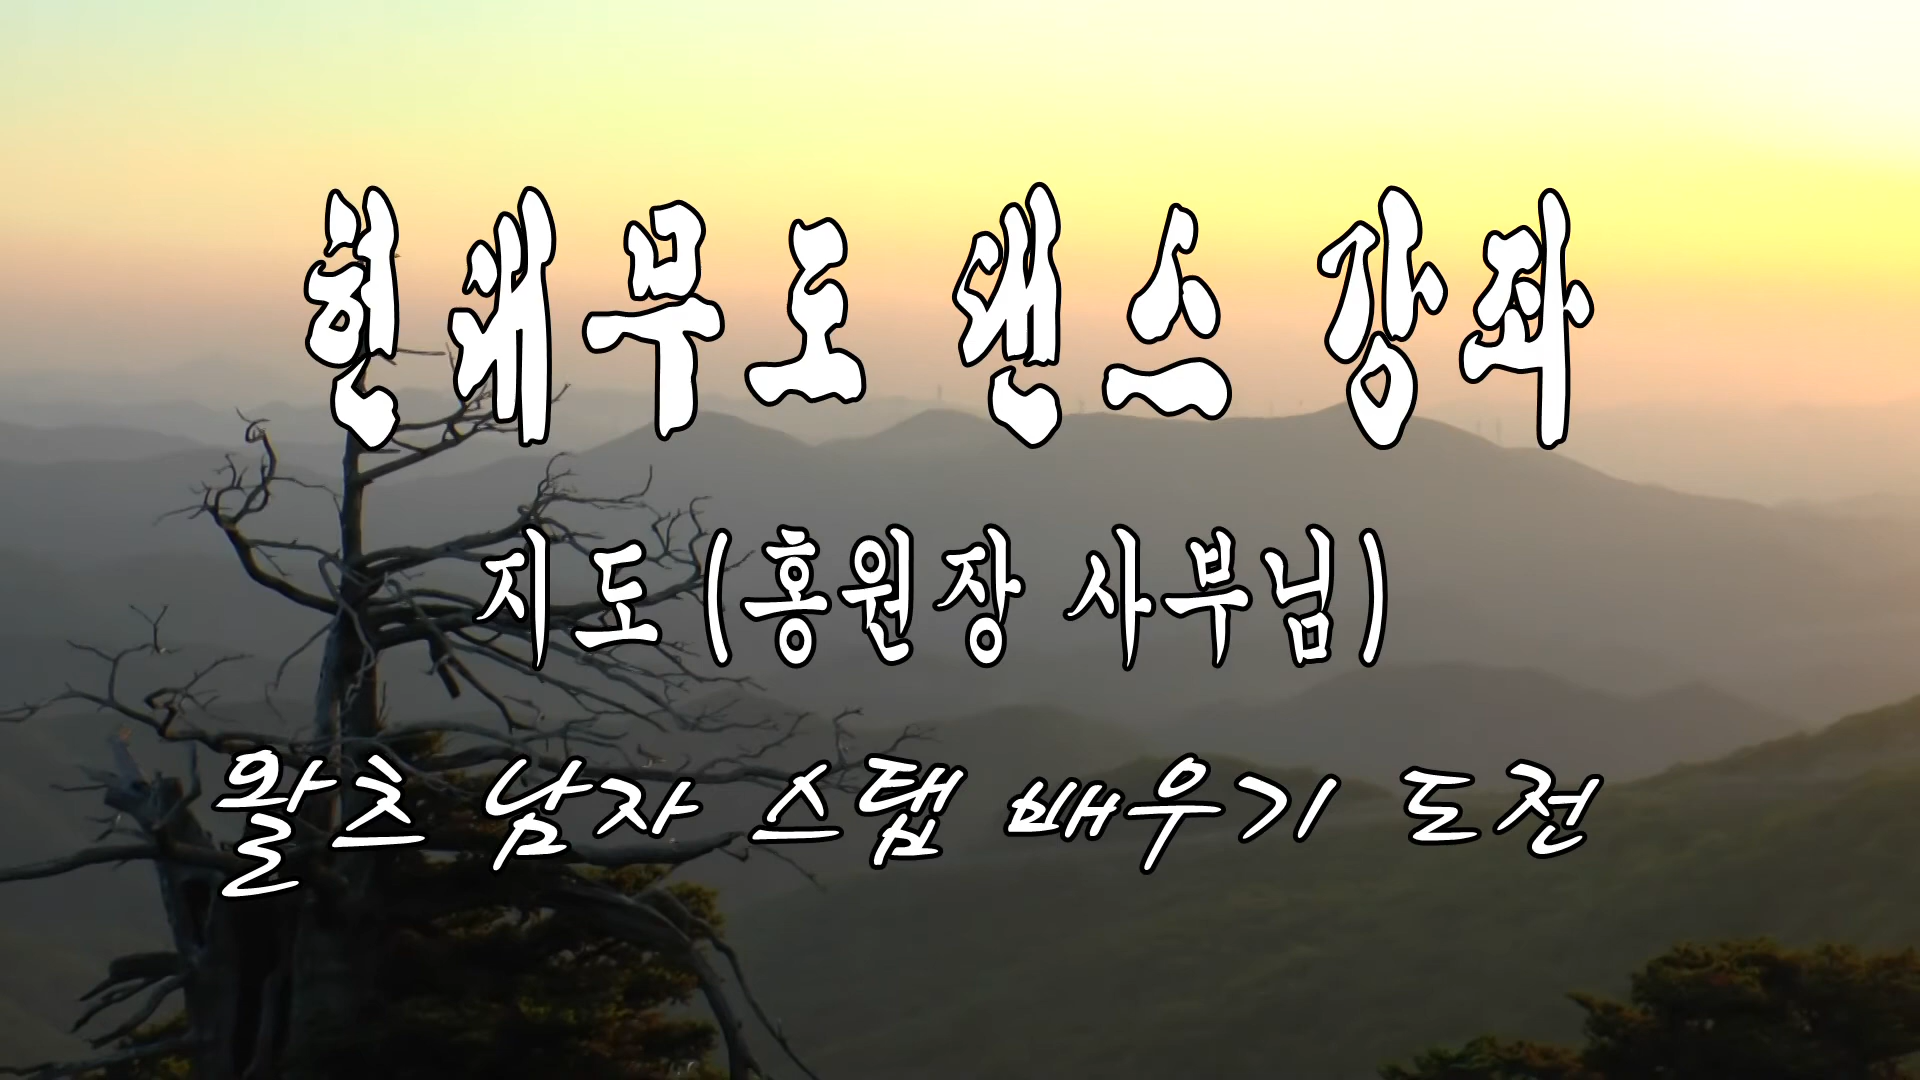 현대무도 댄스 강좌
지도 (홍원장 사부님)
왈츠 남자 스탭 배우기 도전